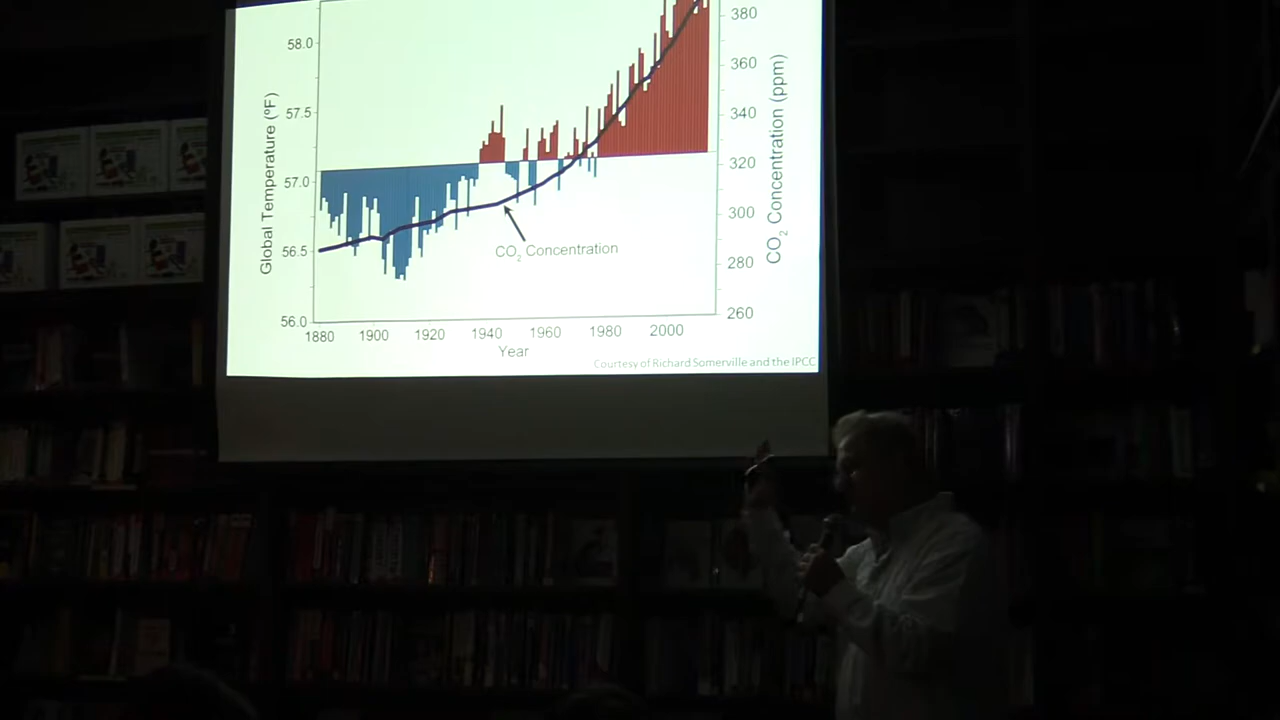 58.0
57.5
57.0
56.5
56.0
Global Temperature (ºF)
380
360
340
320
300
280
260
CO2 Concentration (ppm)
CO2 Concentration
1880 1900 1920 1940 1960 1980 2000
Year
Courtesy of Richard Somerville and the IPCC